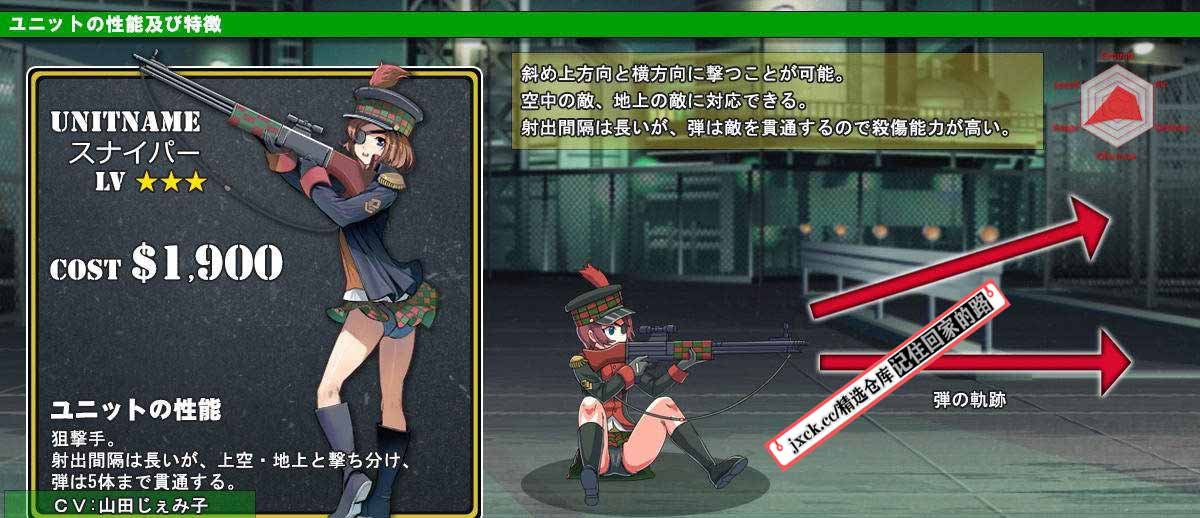 ユニットの性能及び特徴
UNITNAME
スナイパー
LV ★★★
COST $1,900
ユニットの性能
狙撃手。
射出間隔は長いが、上空・地上と撃ち分け、
弾は5体まで貫通する。
CV:山田じぇみ子
斜め上方向と横方向に撃つことが可能。
空中の敵、地上の敵に対応できる。
射出間隔は長いが、弾は敵を貫通するので殺傷能力が高い。
弾の軌跡
jxck.cc/精选仓库 记住回家的路